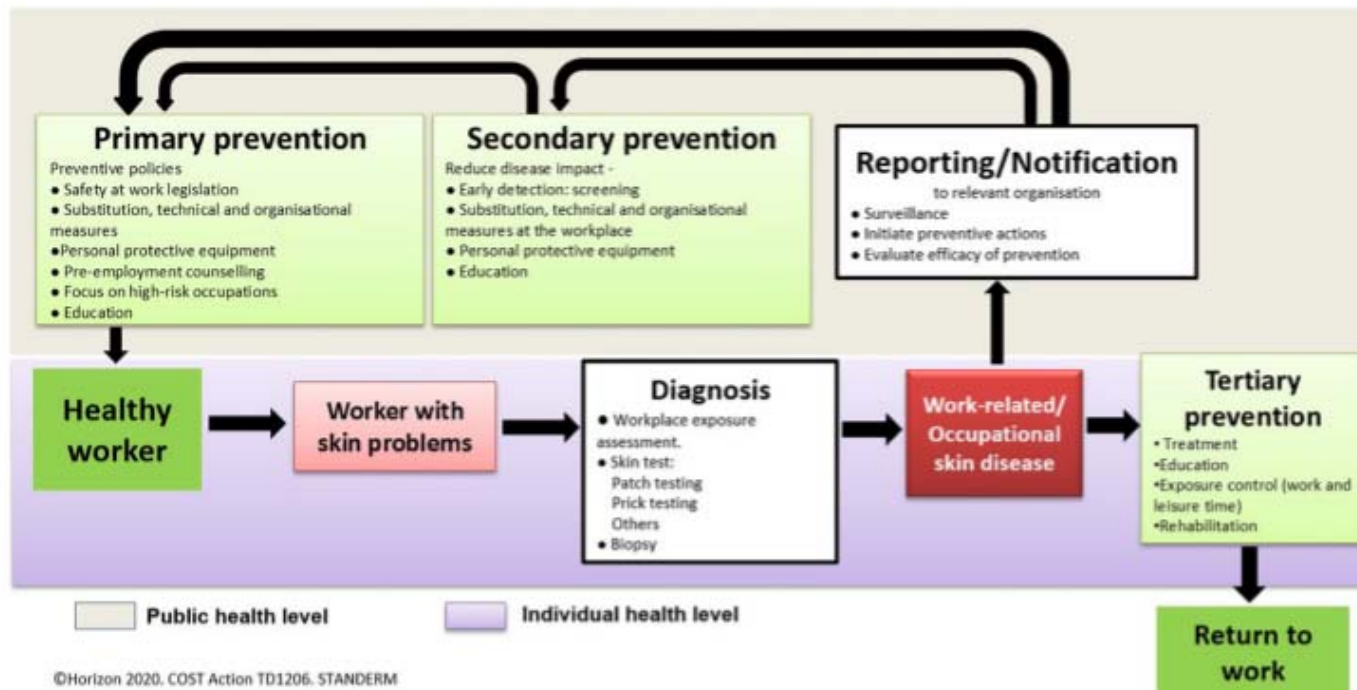 Primary prevention
Preventive policies
● Safety at work legislation
● Substitution, technical and organisational
measures
●Personal protective equipment
● Pre-employment counselling
● Focus on high-risk occupations
● Education
Secondary prevention
Reduce disease impact -
● Early detection: screening
● Substitution, technical and organisational
measures at the workplace
● Personal protective equipment
● Education
Reporting/Notification
to relevant organisation
● Surveillance
● Initiate preventive actions
● Evaluate efficacy of prevention
Healthy
worker
Worker with
skin problems
Diagnosis
● Workplace exposure
assessment.
● Skin test:
Patch testing
Prick testing
Others
● Biopsy
Work-related/
Occupational
skin disease
Tertiary
prevention
• Treatment
•Education
•Exposure control (work and
leisure time)
•Rehabilitation
Public health level
Individual health level
Return to
work
©Horizon 2020. COST Action TD1206. STANDERM